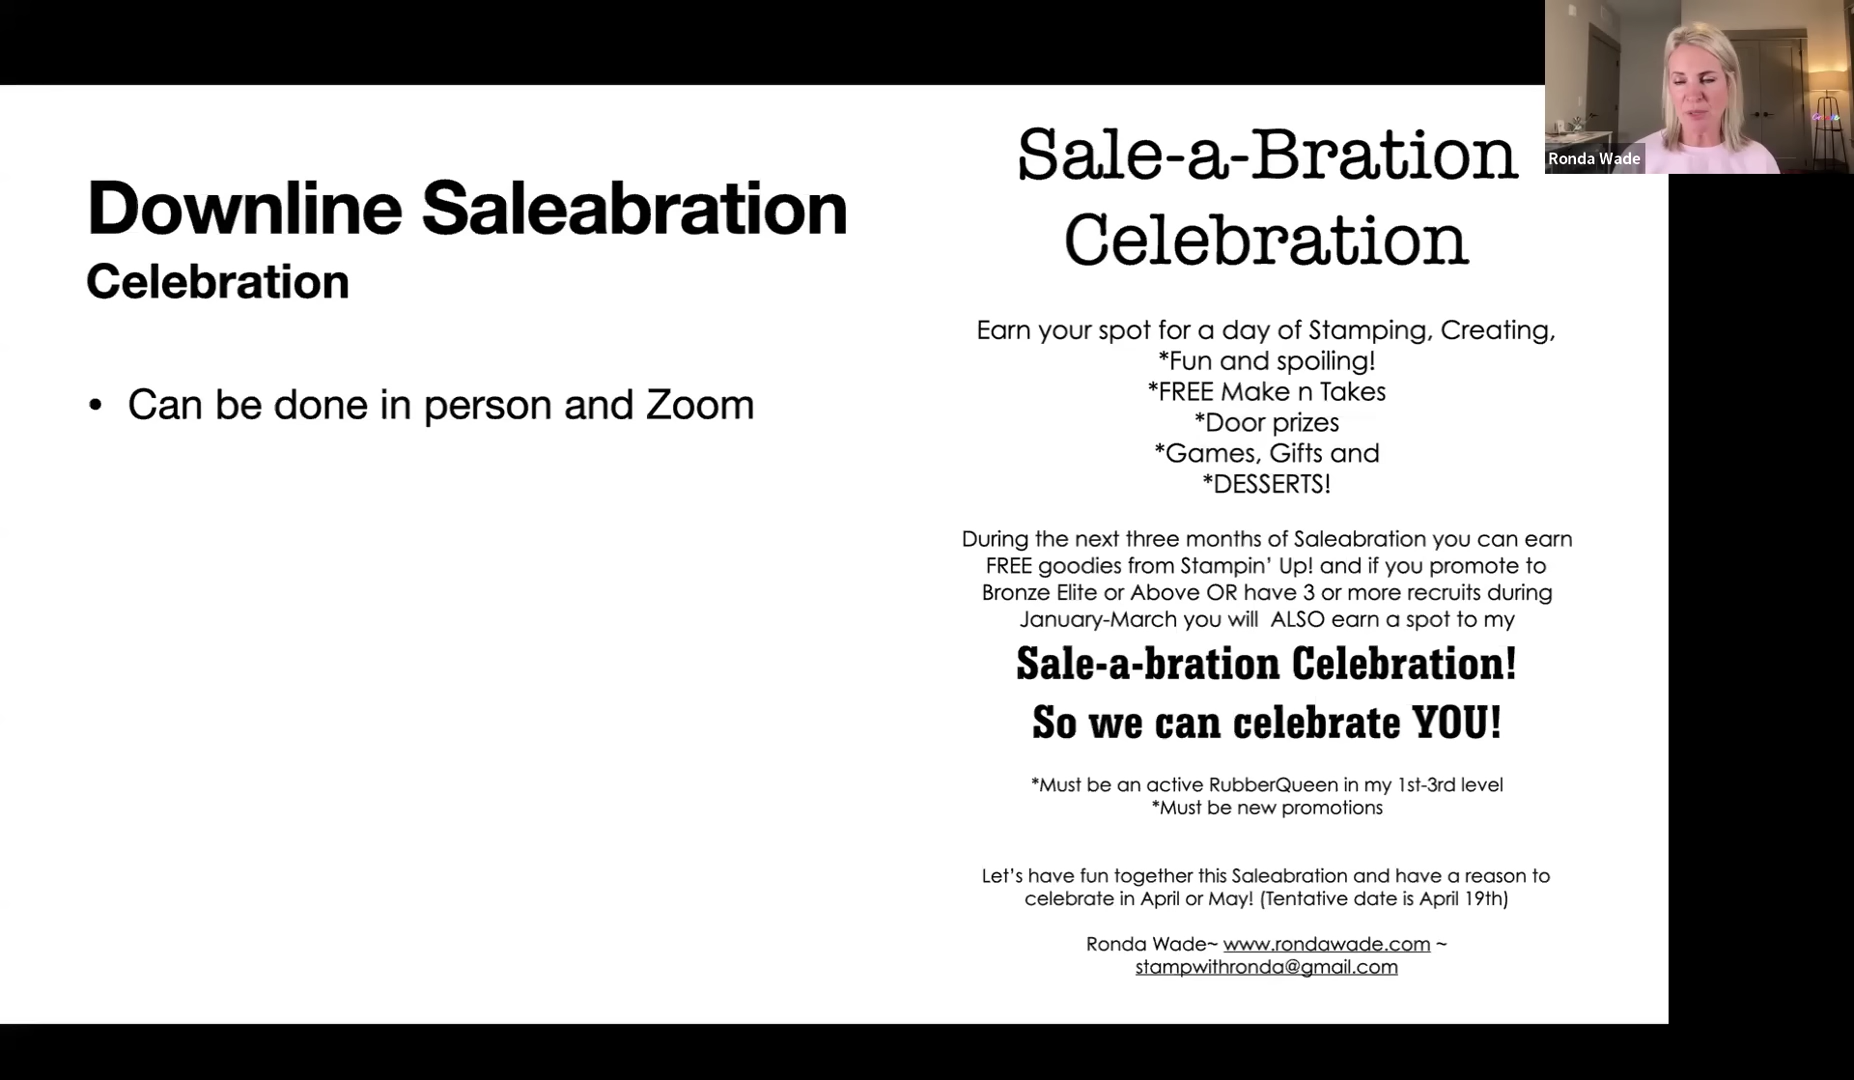 Downline Saleabration
Celebration
• Can be done in person and Zoom
Sale-a-Bration
Celebration
Earn your spot for a day of Stamping, Creating,
*Fun and spoiling!
*FREE Make n Takes
*Door prizes
*Games, Gifts and
*DESSERTS!
During the next three months of Saleabration you can earn
FREE goodies from Stampin’ Up! and if you promote to
Bronze Elite or Above OR have 3 or more recruits during
January-March you will  ALSO earn a spot to my
Sale-a-bration Celebration!
So we can celebrate YOU!
*Must be an active RubberQueen in my 1st-3rd level
*Must be new promotions
Let’s have fun together this Saleabration and have a reason to
celebrate in April or May! (Tentative date is April 19th)
Ronda Wade~ www.rondawade.com ~
stampwithronda@gmail.com
Ronda Wade